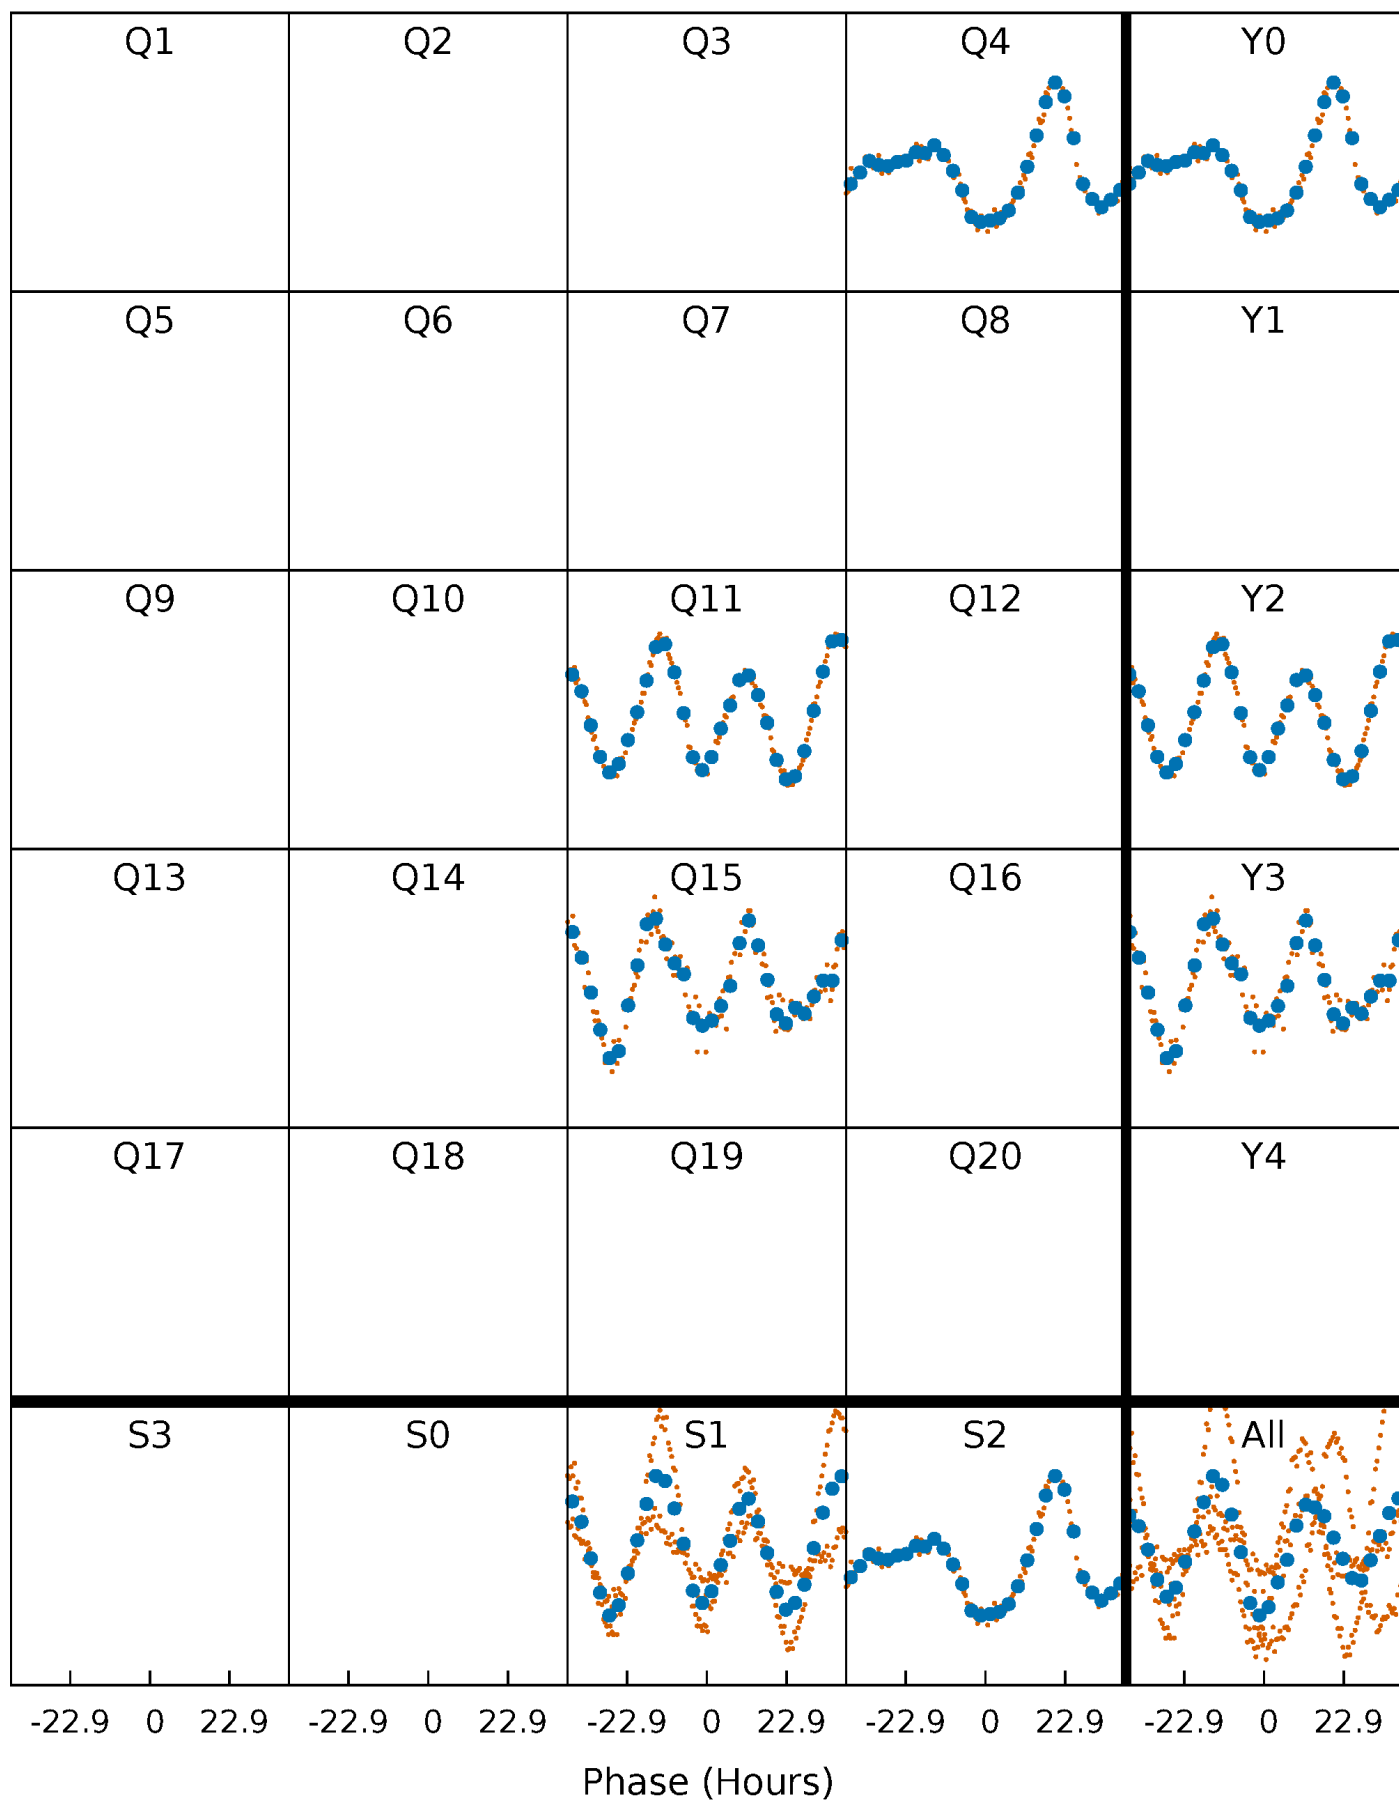 Q1 Q2 Q3 Q4 Y0
Q5 Q6 Q7 Q8 Y1
Q9 Q10 Q11 Q12 Y2
Q13 Q14 Q15 Q16 Y3
Q17 Q18 Q19 Q20 Y4
S3 S0 S1 S2 All
-22.9 0 22.9 -22.9 0 22.9 -22.9 0 22.9 -22.9 0 22.9 -22.9 0 22.9
Phase (Hours)